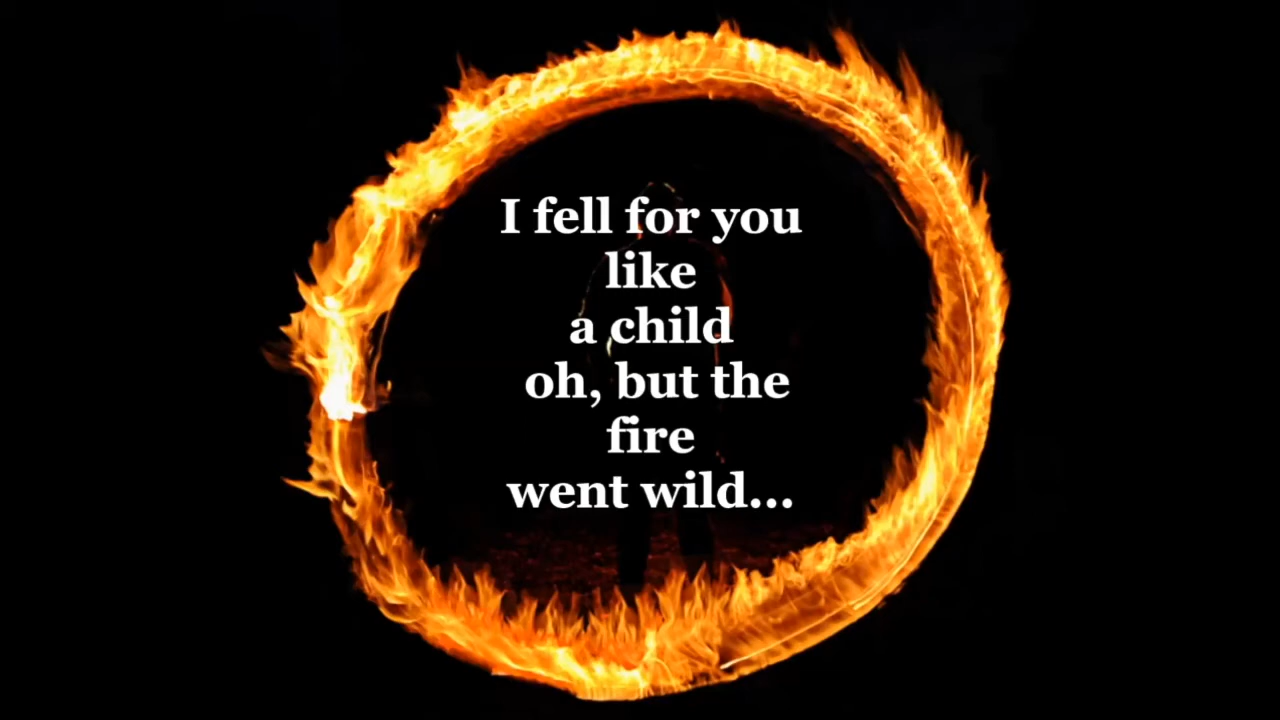 I fell for you
like
a child
oh, but the
fire
went wild...